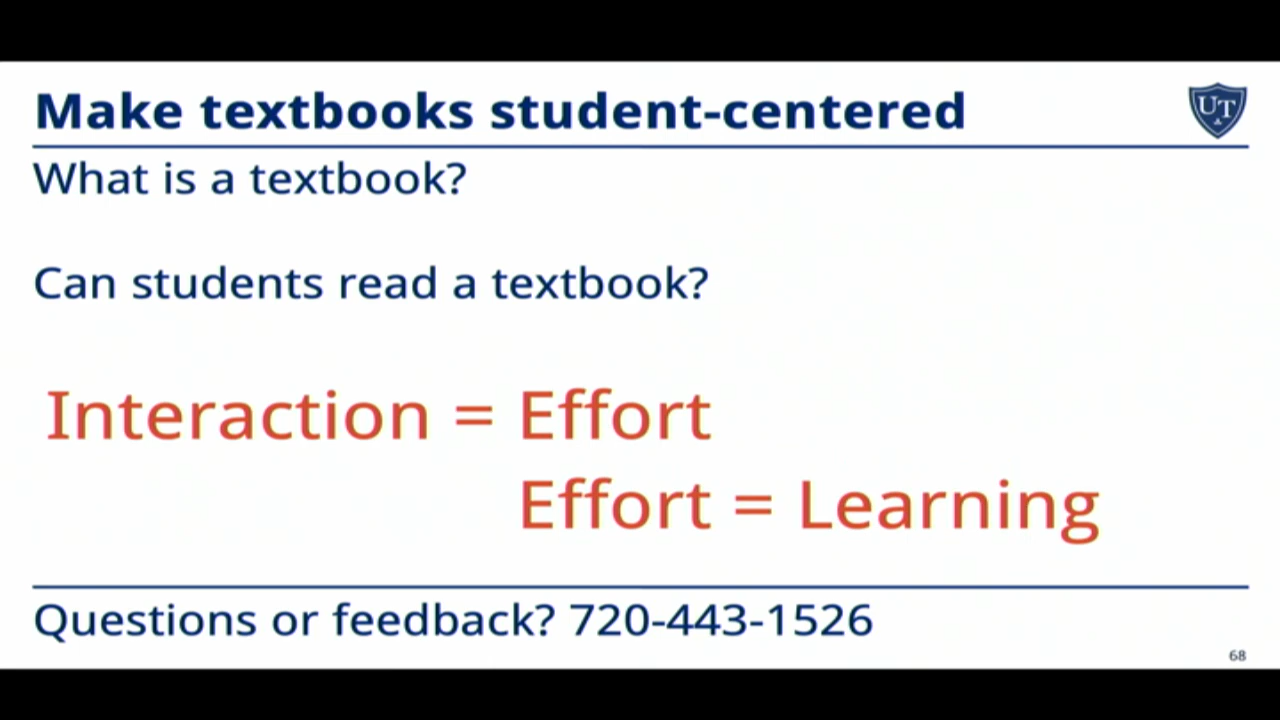 Make textbooks student-centered
UT
What is a textbook?
Can students read a textbook?
Interaction = Effort
Effort = Learning
Questions or feedback? 720-443-1526
68